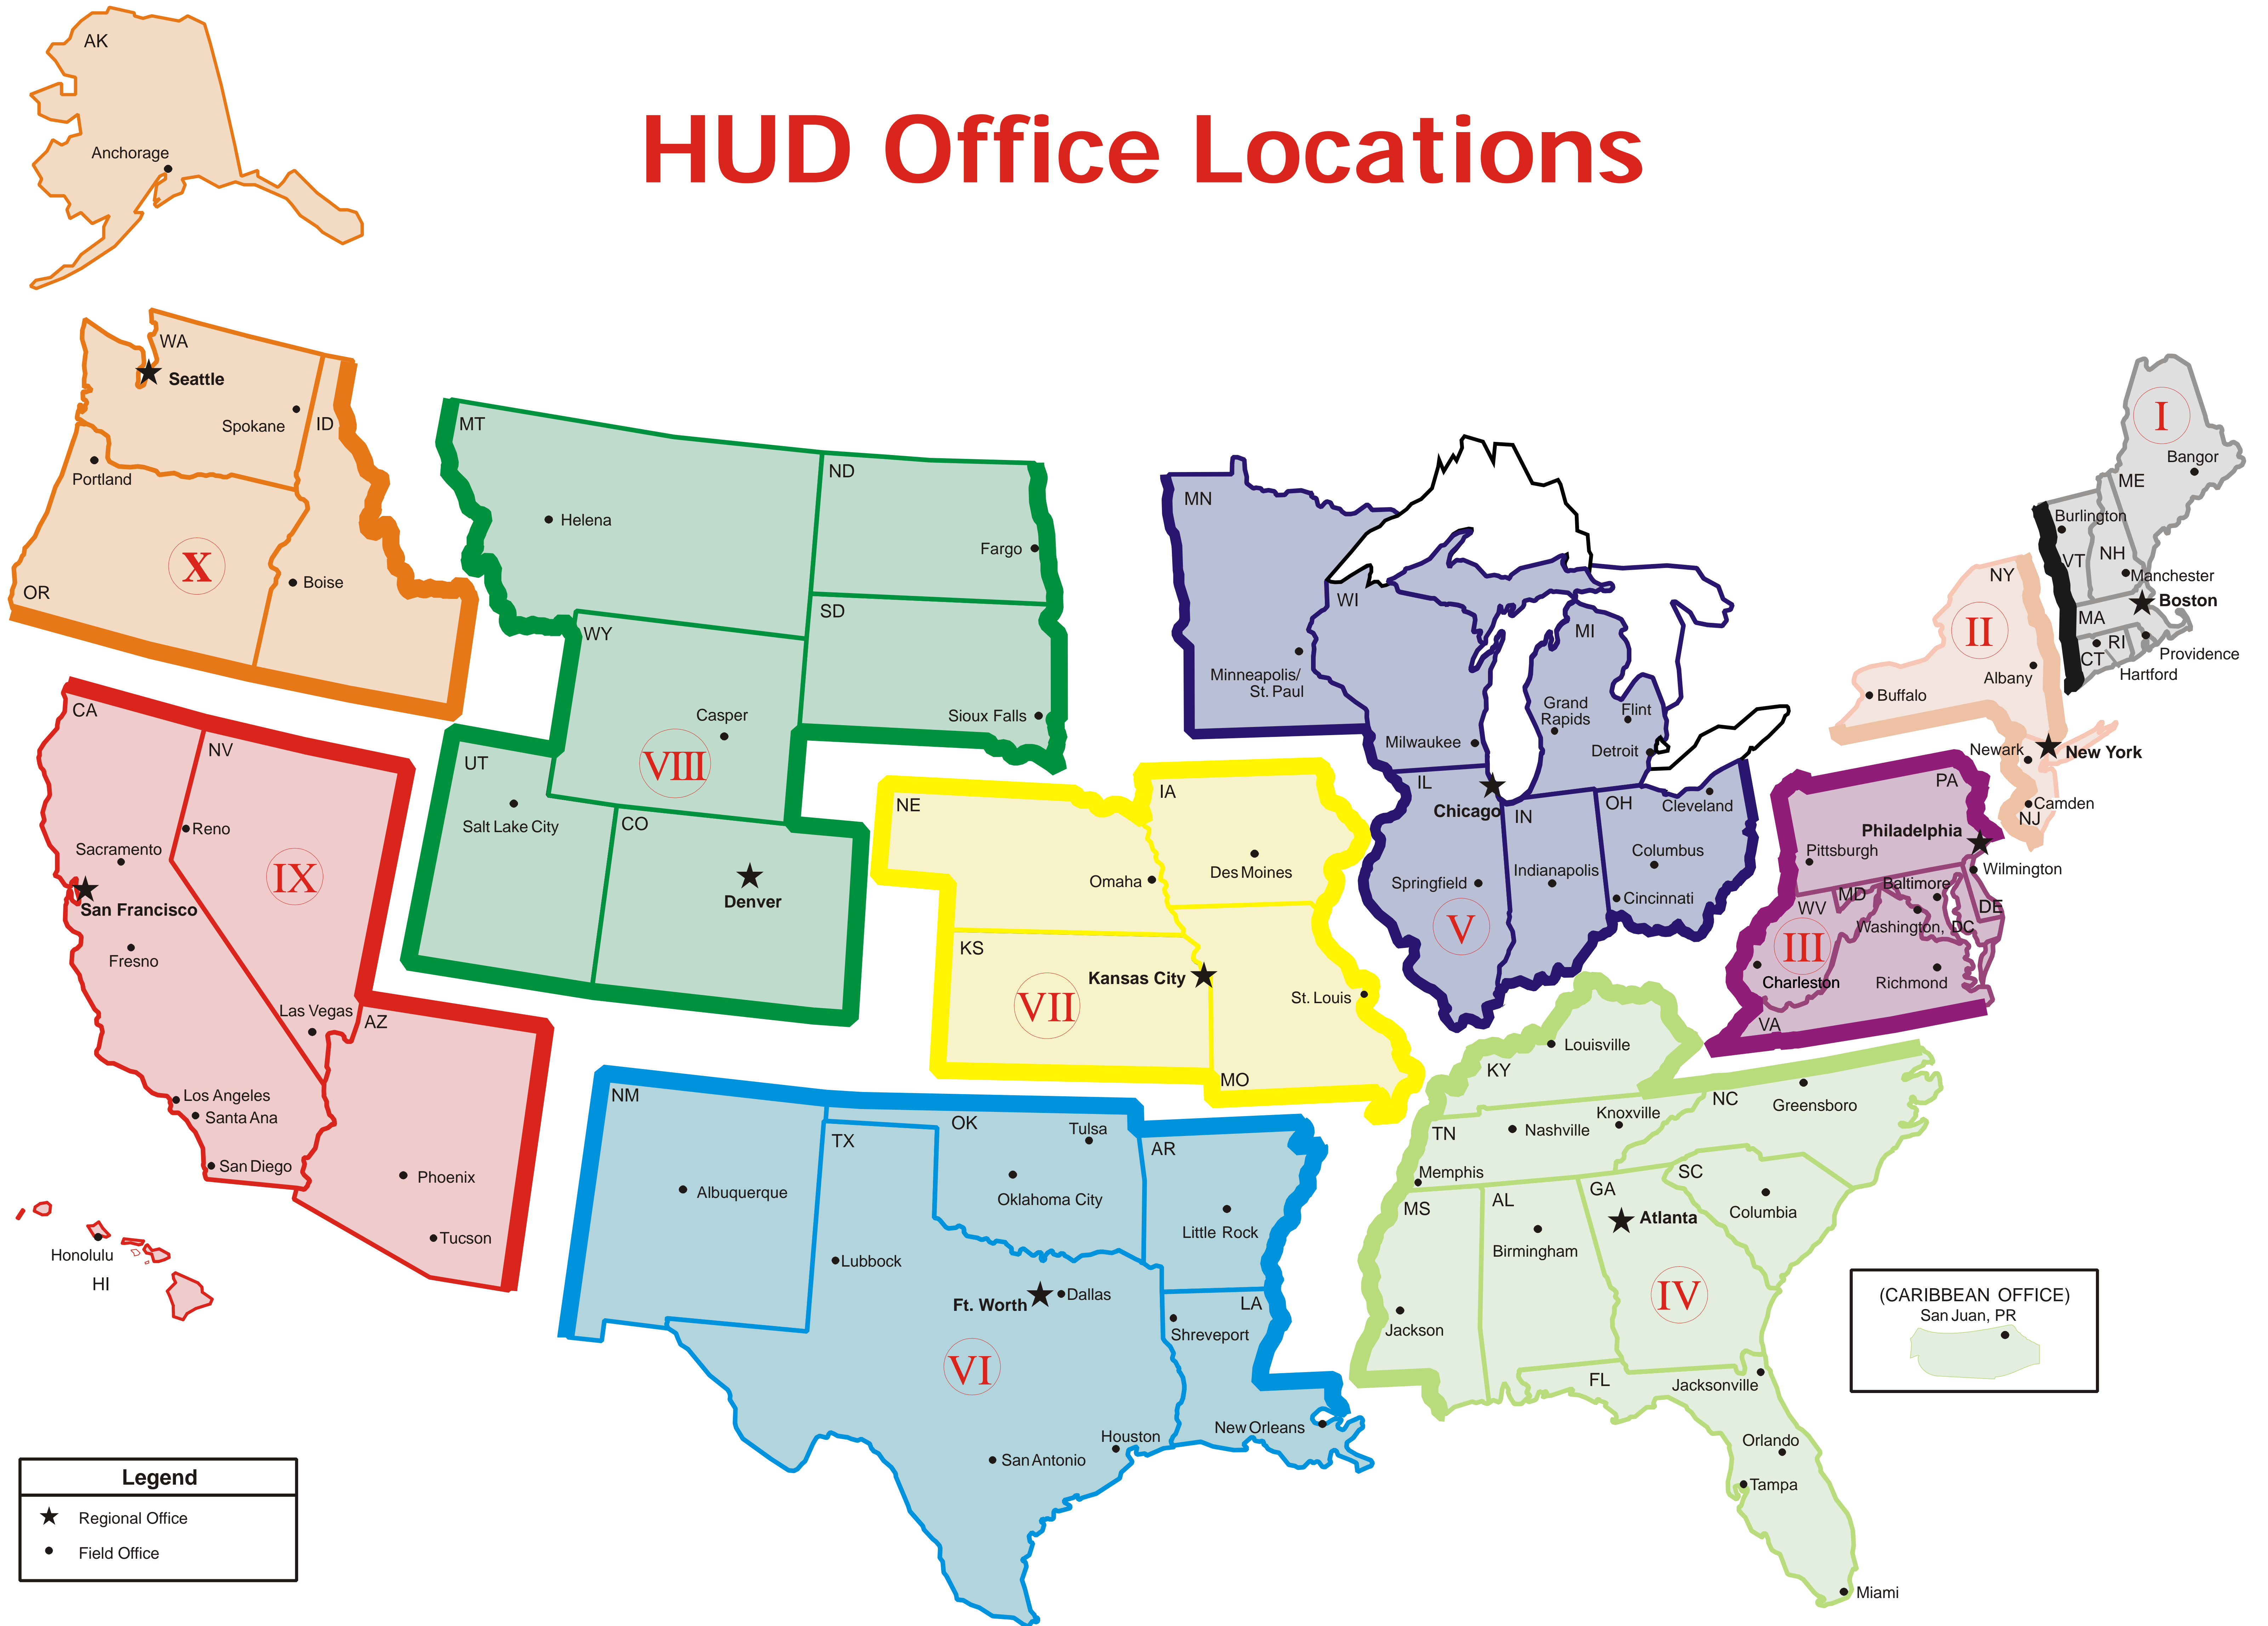 HUD Office Locations
AK
Anchorage
WA
Seattle
Spokane
ID
Portland
X
Boise
OR
MT
Helena
ND
Fargo
SD
WY
Casper
Sioux Falls
VIII
UT
Salt Lake City
CO
Denver
CA
NV
Reno
Sacramento
IX
San Francisco
Fresno
Las Vegas
AZ
Los Angeles
Santa Ana
San Diego
Phoenix
Tucson
Honolulu
HI
NE
IA
Omaha
Des Moines
KS
Kansas City
VII
St. Louis
MO
MN
WI
MI
Minneapolis/
St. Paul
Grand
Rapids
Flint
Milwaukee
Detroit
IL
Chicago
IN
OH
Cleveland
Columbus
Springfield
Indianapolis
Cincinnati
V
I
Bangor
ME
Burlington
VT
NH
Manchester
Boston
MA
RI
CT
Providence
Hartford
NY
II
Albany
Buffalo
Newark
New York
Camden
NJ
PA
Philadelphia
Pittsburgh
Wilmington
Baltimore
MD
WV
DE
Washington, DC
III
Charleston
Richmond
VA
NM
OK
Tulsa
TX
AR
Albuquerque
Oklahoma City
Little Rock
Lubbock
Ft. Worth
Dallas
LA
Shreveport
VI
New Orleans
Houston
San Antonio
Louisville
KY
NC
Greensboro
Knoxville
TN
Nashville
Memphis
SC
MS
AL
GA
Atlanta
Columbia
Birmingham
IV
Jackson
FL
Jacksonville
Orlando
Tampa
Miami
(CARIBBEAN OFFICE)
San Juan, PR
Legend
Regional Office
Field Office